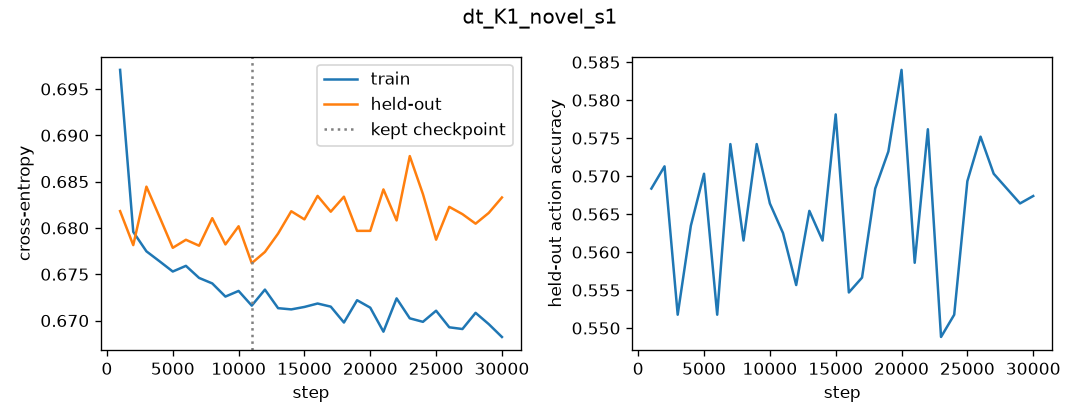 dt_K1_novel_s1
cross-entropy
0.695
0.690
0.685
0.680
0.675
0.670
train
held-out
kept checkpoint
0 5000 10000 15000 20000 25000 30000
step
held-out action accuracy
0.585
0.580
0.575
0.570
0.565
0.560
0.555
0.550
0 5000 10000 15000 20000 25000 30000
step